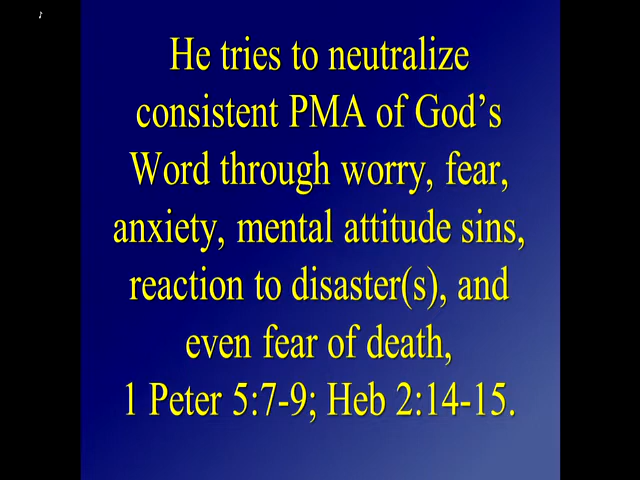 He tries to neutralize
consistent PMA of God’s
Word through worry, fear,
anxiety, mental attitude sins,
reaction to disaster(s), and
even fear of death,
1 Peter 5:7-9; Heb 2:14-15.